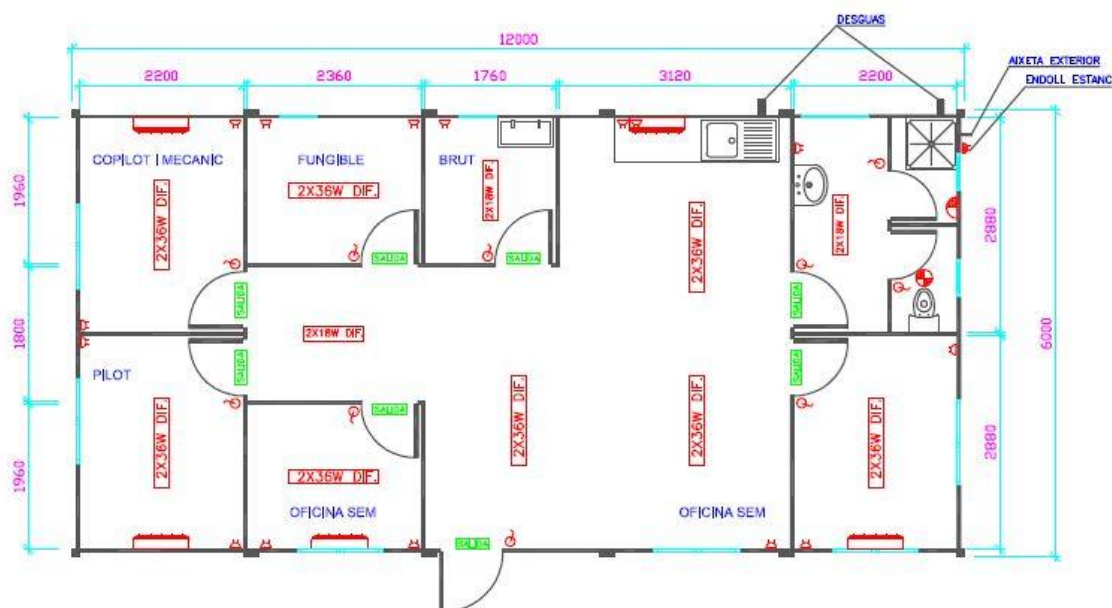 DESGUAS
12000
AIXETA EXTERIOR
ENDOLL ESTANC
2200
2360
1760
3120
2200
COPILOT I MECANIC
FUNGIBLE
BRUT
1960
2X36W DIF.
2X36W DIF.
2X18W DIF.
2X36W DIF.
2X18W DIF.
2880
SALIDA
SALIDA
SALIDA
SALIDA
1800
2X18W DIF.
6000
PILOT
SALIDA
SALIDA
SALIDA
1960
2X36W DIF.
2X36W DIF.
2X36W DIF.
2X36W DIF.
2X36W DIF.
2880
OFICINA SEM
OFICINA SEM
SALIDA